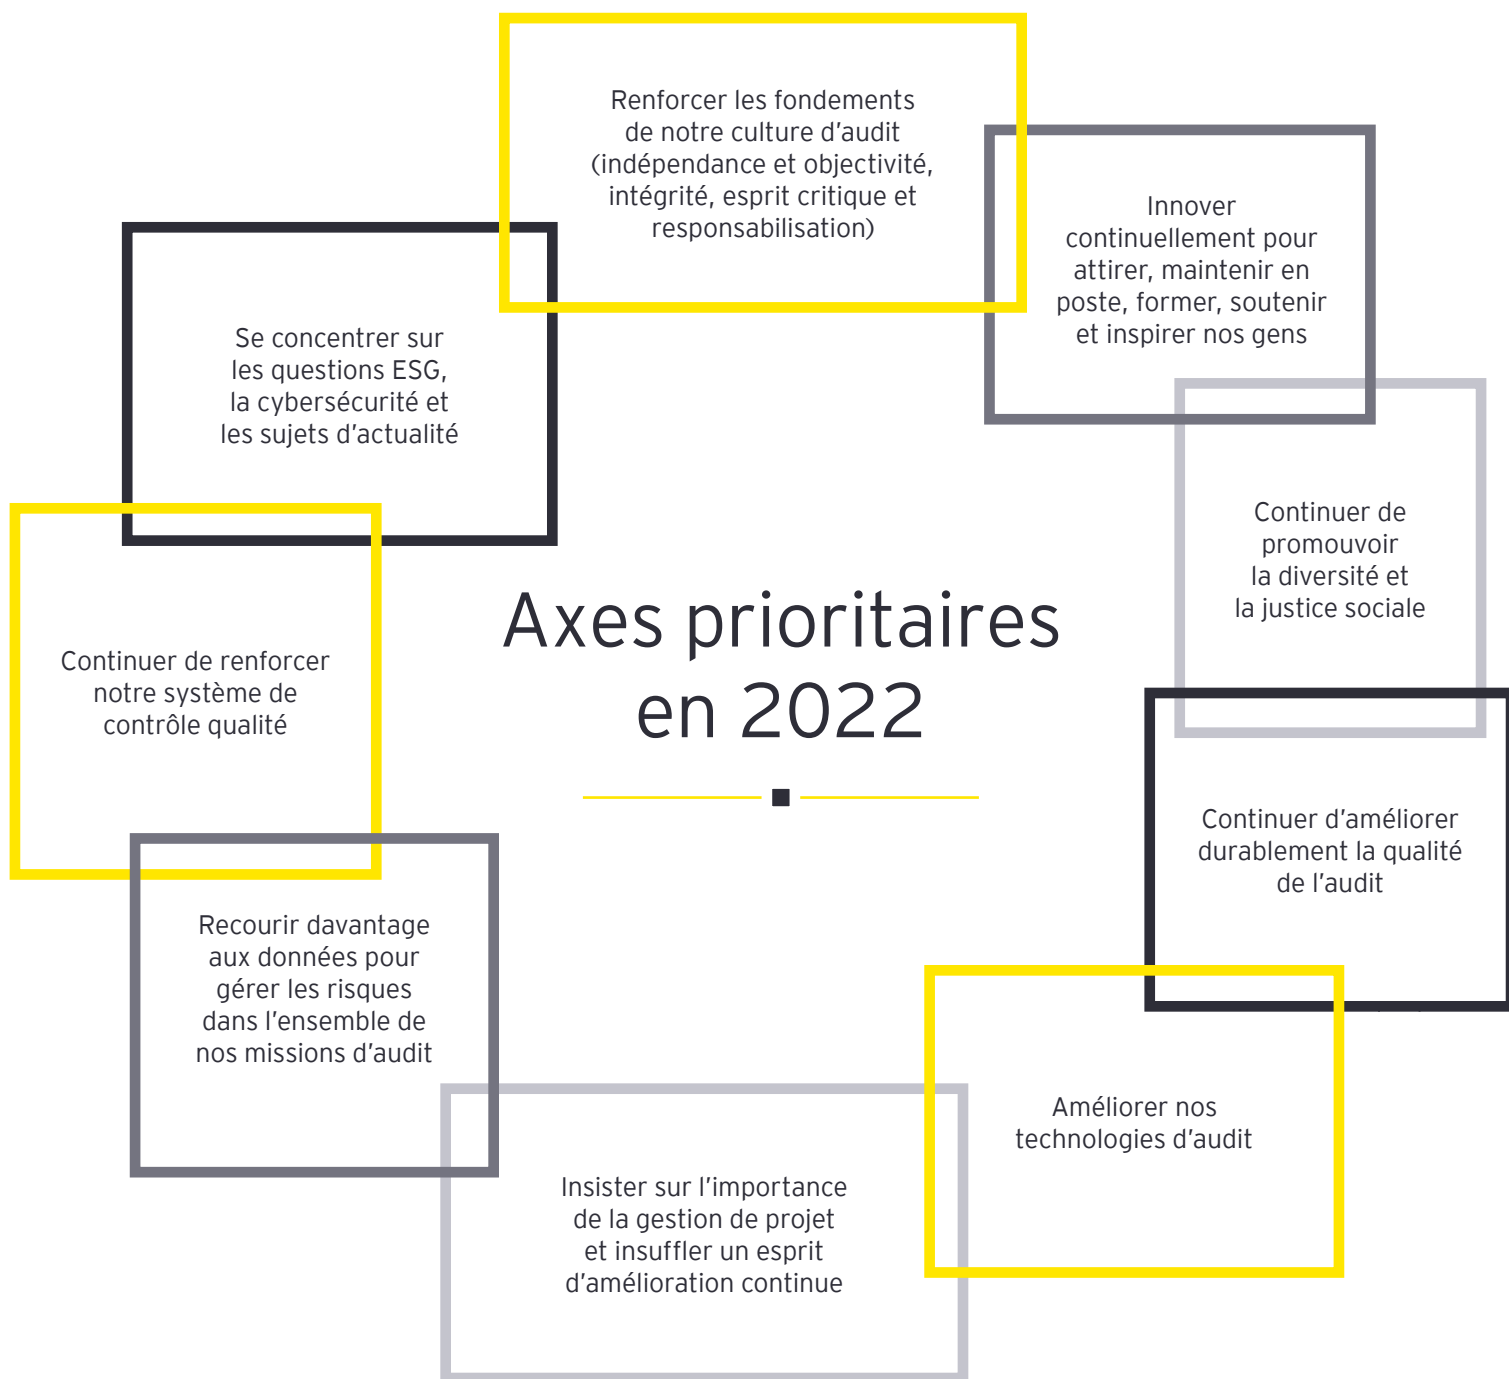 Renforcer les fondements
de notre culture d'audit
(indépendance et objectivité,
intégrité, esprit critique et
responsabilisation)
Innover
continuellement pour
attirer, maintenir en
poste, former, soutenir
et inspirer nos gens
Se concentrer sur
les questions ESG,
la cybersécurité et
les sujets d'actualité
Continuer de
promouvoir
la diversité et
la justice sociale
Axes prioritaires
en 2022
Continuer de renforcer
notre système de
contrôle qualité
Continuer d'améliorer
durablement la qualité
de l'audit
Recourir davantage
aux données pour
gérer les risques
dans l'ensemble de
nos missions d'audit
Améliorer nos
technologies d'audit
Insister sur l'importance
de la gestion de projet
et insuffler un esprit
d'amélioration continue